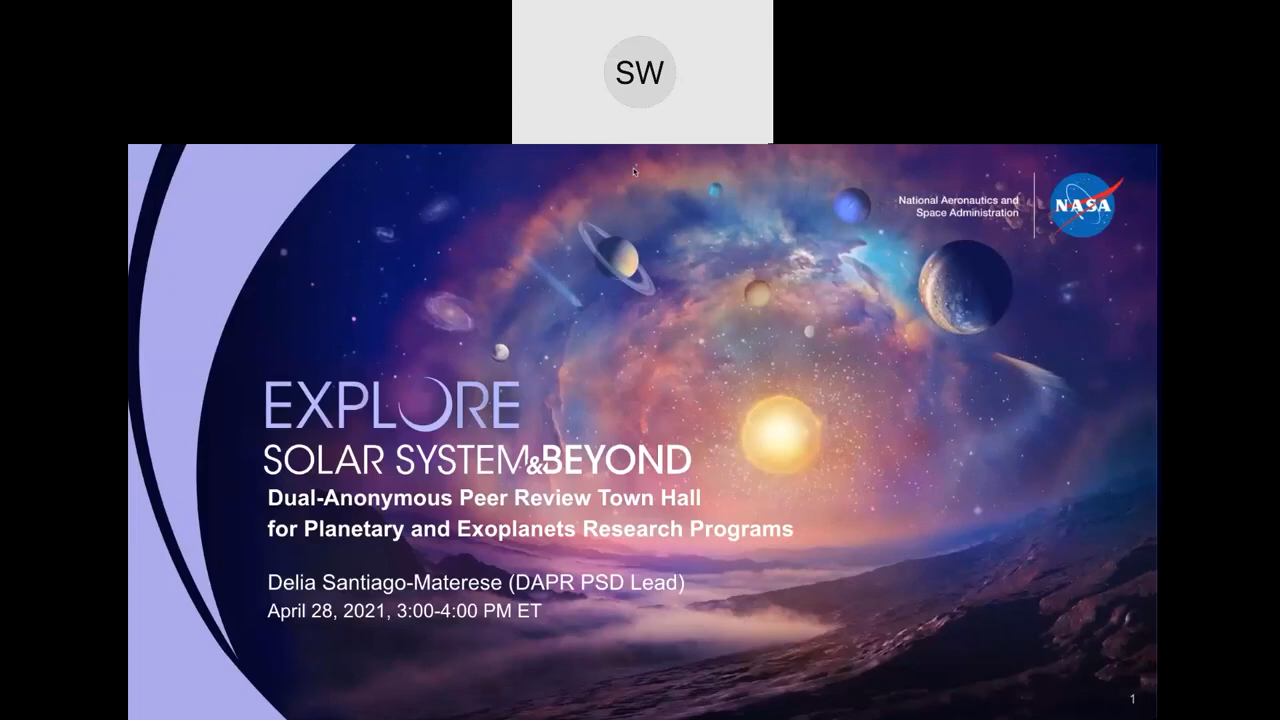 SW
National Aeronautics and
Space Administration
NASA
EXPLORE
SOLAR SYSTEM&BEYOND
Dual-Anonymous Peer Review Town Hall
for Planetary and Exoplanets Research Programs
Delia Santiago-Materese (DAPR PSD Lead)
April 28, 2021, 3:00-4:00 PM ET
1